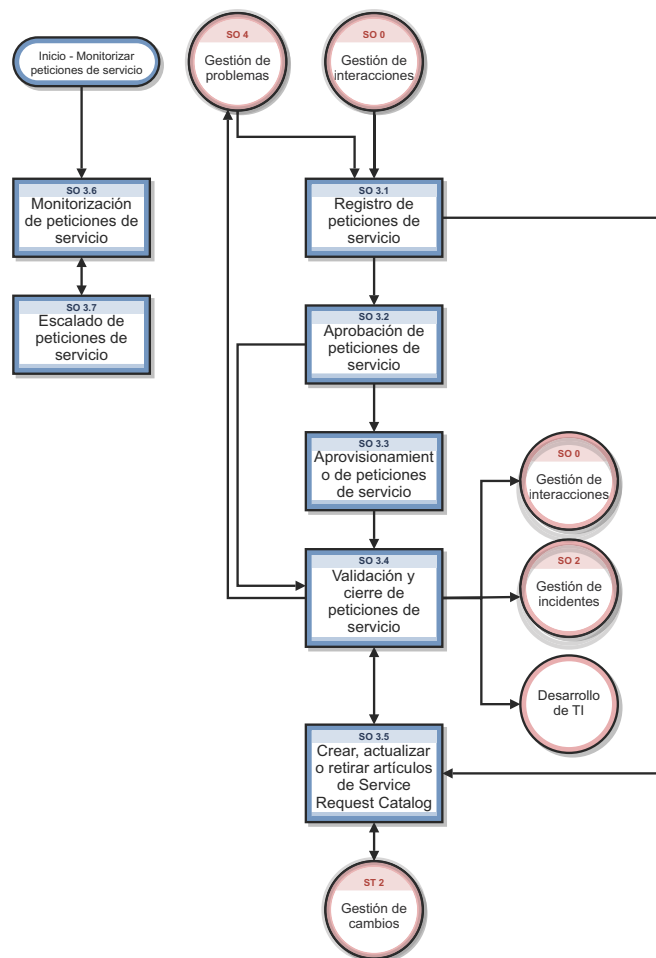 Inicio - Monitorizar
peticiones de servicio
SO 4
Gestión de
problemas
SO 0
Gestión de
interacciones
SO 3.6
Monitorización
de peticiones de
servicio
SO 3.1
Registro de
peticiones de
servicio
SO 3.7
Escalado de
peticiones de
servicio
SO 3.2
Aprobación de
peticiones de
servicio
SO 3.3
Aprovisionamient
o de peticiones
de servicio
SO 0
Gestión de
interacciones
SO 3.4
Validación y
cierre de
peticiones de
servicio
SO 2
Gestión de
incidentes
Desarrollo
de TI
SO 3.5
Crear, actualizar
o retirar artículos
de Service
Request Catalog
ST 2
Gestión de
cambios